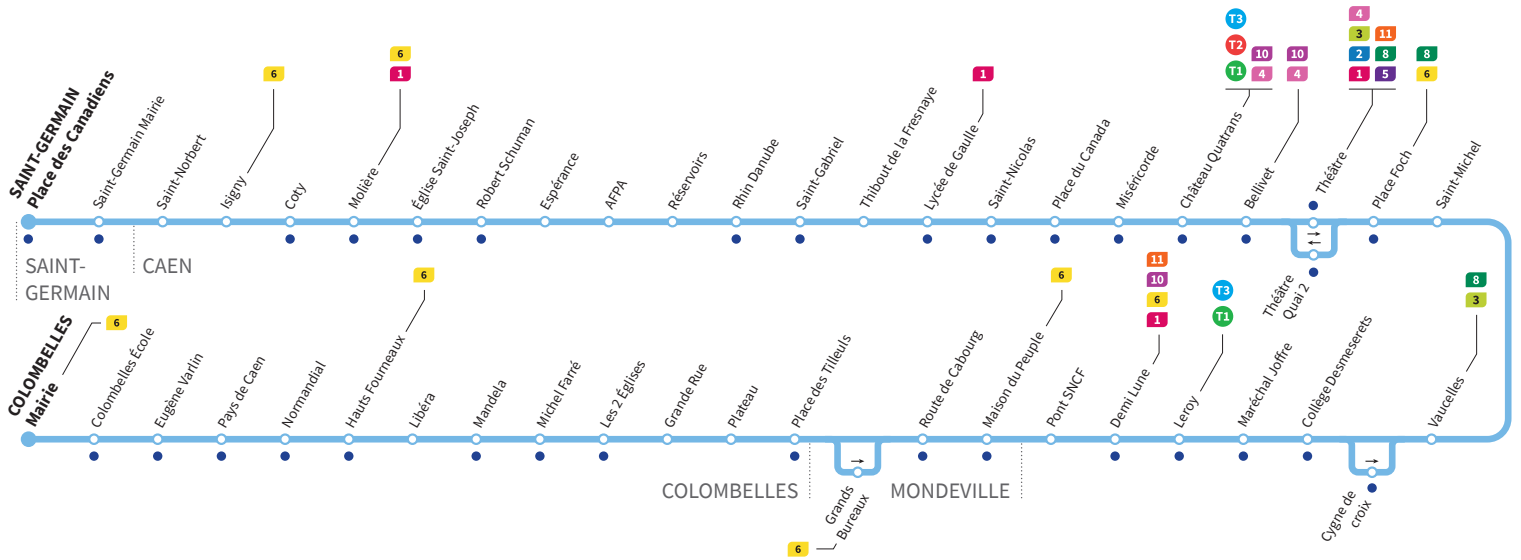 SAINT-GERMAIN
Place des Canadiens
Saint-Germain Mairie
Saint-Norbert
6
Isigny
Coty
6
1
Molière
Église Saint-Joseph
Robert Schuman
Espérance
AFPA
Réservoirs
Rhin Danube
Saint-Gabriel
Thibout de la Fresnaye
1
Lycée de Gaulle
Saint-Nicolas
Place du Canada
Miséricorde
T3
T2
T1
10
4
Château Quatrans
10
4
Bellivet
4
3
11
2
8
1
5
Théâtre
8
6
Place Foch
Saint-Michel
→
←
Théâtre
Quai 2
SAINT-
GERMAIN
CAEN
COLOMBELLES
Mairie
6
Colombelles École
Eugène Varlin
Pays de Caen
Normandial
6
Hauts Fourneaux
Libéra
Mandela
Michel Farré
Les 2 Églises
Grande Rue
Plateau
Place des Tilleuls
→
Grands
Bureaux
6
Route de Cabourg
6
Maison du Peuple
Pont SNCF
11
10
6
1
Demi Lune
T3
T1
Leroy
Maréchal Joffre
Collège Desmeserets
→
Cygne de
croix
8
3
Vaucelles
COLOMBELLES
MONDEVILLE